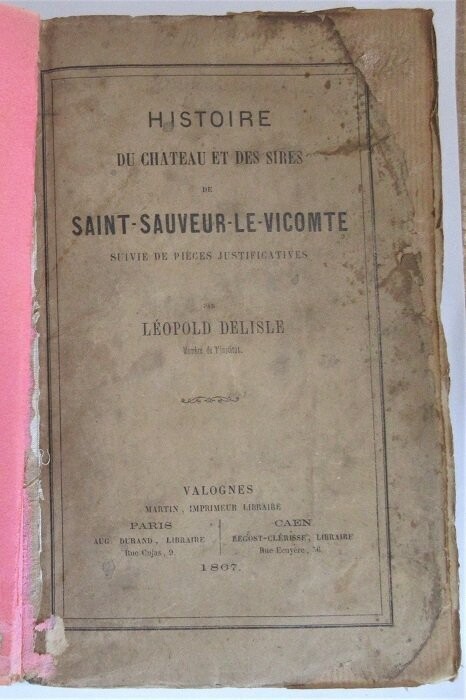 HISTOIRE
DU CHATEAU ET DES SIRES
DE
SAINT-SAUVEUR-LE-VICOMTE
SUIVIE DE PIÈCES JUSTIFICATIVES
PAR
LÉOPOLD DELISLE
Membre de l'Institut.
VALOGNES
MARTIN, IMPRIMEUR LIBRAIRE
PARIS
AUG. DURAND, LIBRAIRE
Rue Cujas, 9.
CAEN
LEGOST-CLÉRISSE, LIBRAIRE
Rue Ecuyère, 36.
1867.